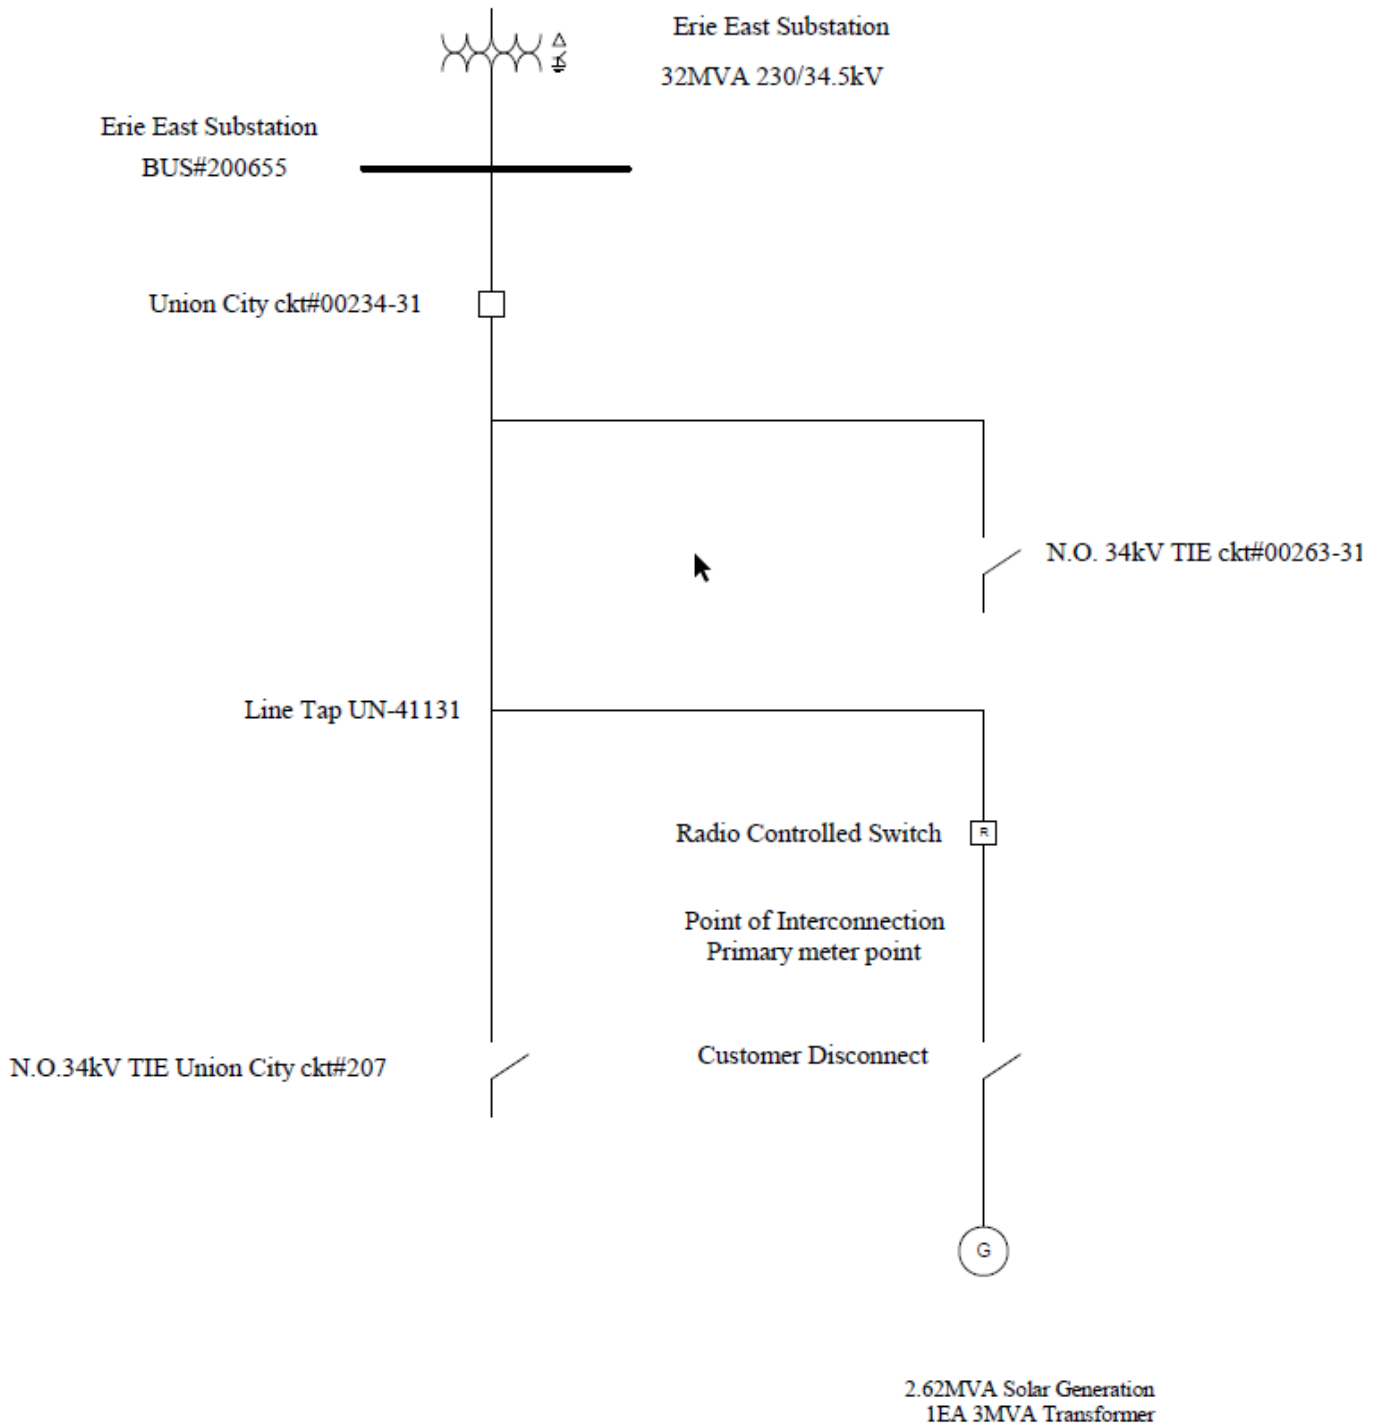 Erie East Substation
32MVA 230/34.5kV
Erie East Substation
BUS#200655
Union City ckt#00234-31
N.O. 34kV TIE ckt#00263-31
Line Tap UN-41131
Radio Controlled Switch
R
Point of Interconnection
Primary meter point
Customer Disconnect
N.O.34kV TIE Union City ckt#207
G
2.62MVA Solar Generation
1EA 3MVA Transformer